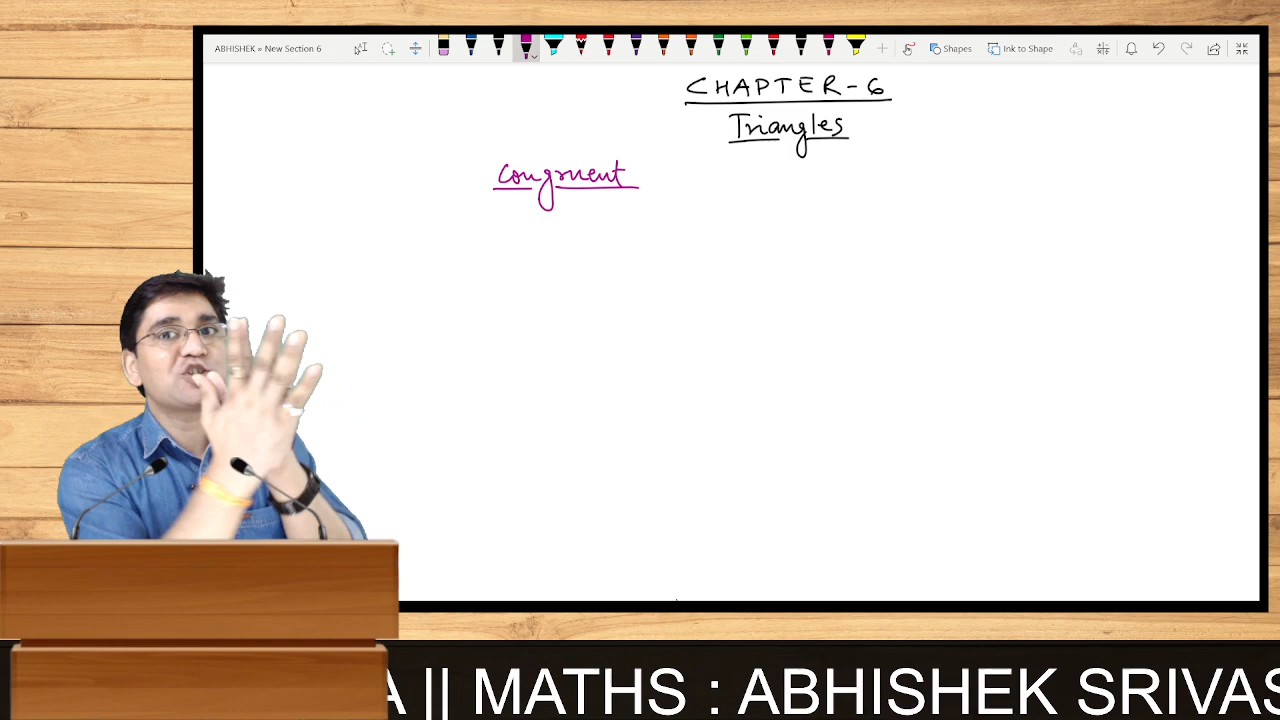 ABHISHEK » New Section 6
Shapes
Ink to Shape
CHAPTER-6
Triangles
Congruent
A || MATHS : ABHISHEK SRIVAS